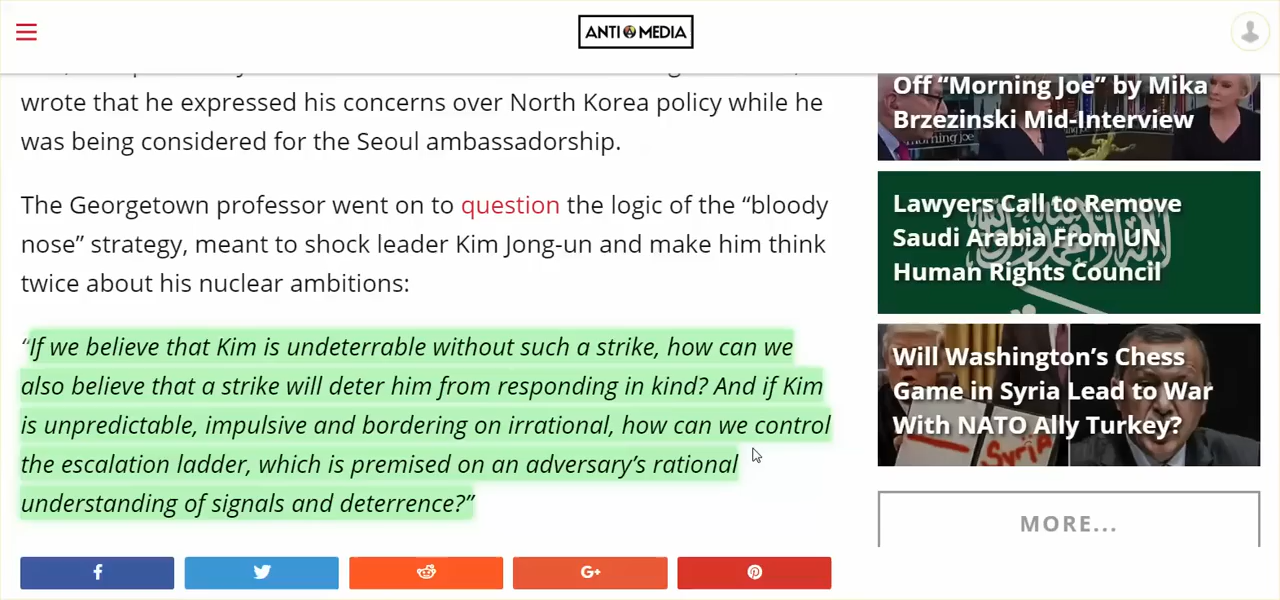 ANTI MEDIA
wrote that he expressed his concerns over North Korea policy while he
was being considered for the Seoul ambassadorship.
The Georgetown professor went on to question the logic of the “bloody
nose” strategy, meant to shock leader Kim Jong-un and make him think
twice about his nuclear ambitions:
“If we believe that Kim is undeterrable without such a strike, how can we
also believe that a strike will deter him from responding in kind? And if Kim
is unpredictable, impulsive and bordering on irrational, how can we control
the escalation ladder, which is premised on an adversary’s rational
understanding of signals and deterrence?”
f
G+
Off “Morning Joe” by Mika
Brzezinski Mid-Interview
morning joe
Lawyers Call to Remove
Saudi Arabia From UN
Human Rights Council
Will Washington’s Chess
Game in Syria Lead to War
With NATO Ally Turkey?
Syria
MORE...